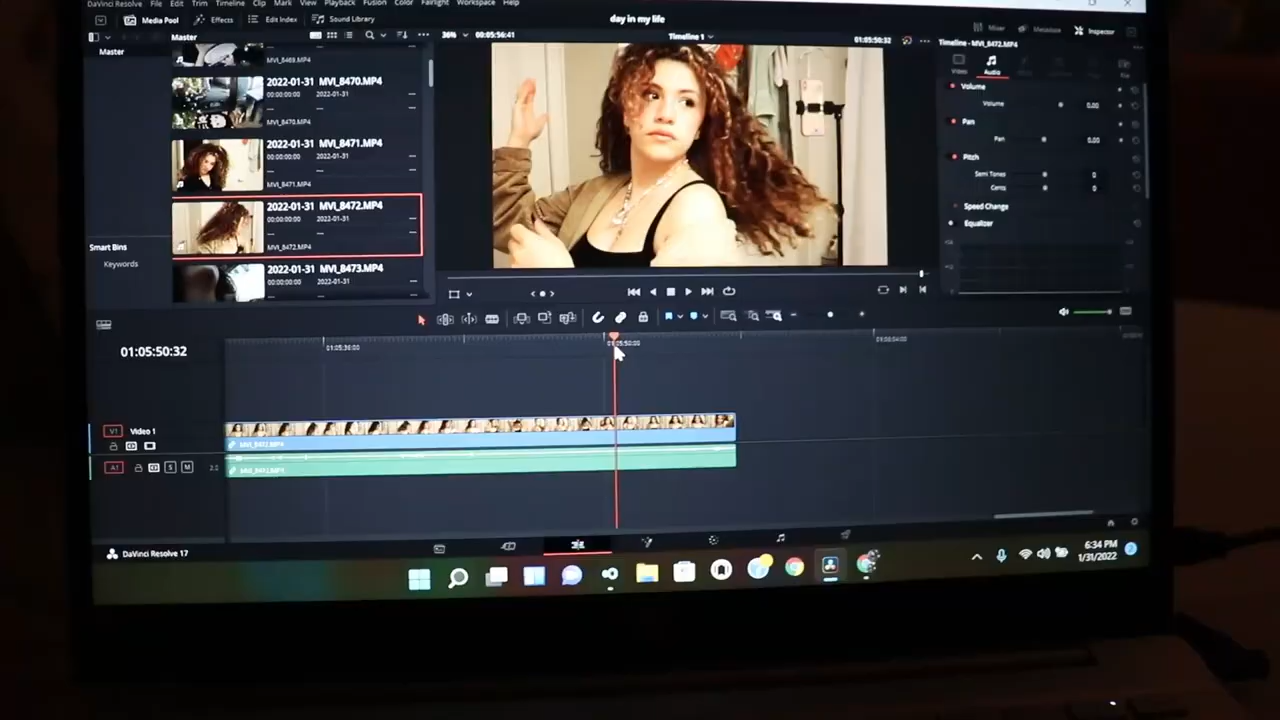 DaVinci Resolve File Edit Trim Timeline Clip Mark View Playback Fusion Color Fairlight Workspace Help
Media Pool Effects Edit Index Sound Library
day in my life
Mixer Metadata Inspector
Master
Master
36% 00:05:56:41
Timeline 1
01:05:50:32
Timeline - MVI_8472.MP4
MVI_8469.MP4
2022-01-31 MVI_8470.MP4
00:00:00:00 2022-01-31
MVI_8470.MP4
2022-01-31 MVI_8471.MP4
00:00:00:00 2022-01-31
MVI_8471.MP4
2022-01-31 MVI_8472.MP4
00:00:00:00 2022-01-31
MVI_8472.MP4
2022-01-31 MVI_8473.MP4
00:00:00:00 2022-01-31
Smart Bins
Keywords
Video Audio File
Volume
Volume 0.00
Pan
Pan 0.00
Pitch
Semi Tones 0
Cents 0
Speed Change
Equalizer
01:05:50:32
01:05:36:00
01:05:50:00
01:06:04:00
V1 Video 1
MVI_8472.MP4
A1 S M 2.0
MVI_8472.MP4
DaVinci Resolve 17
6:34 PM
1/31/2022
2